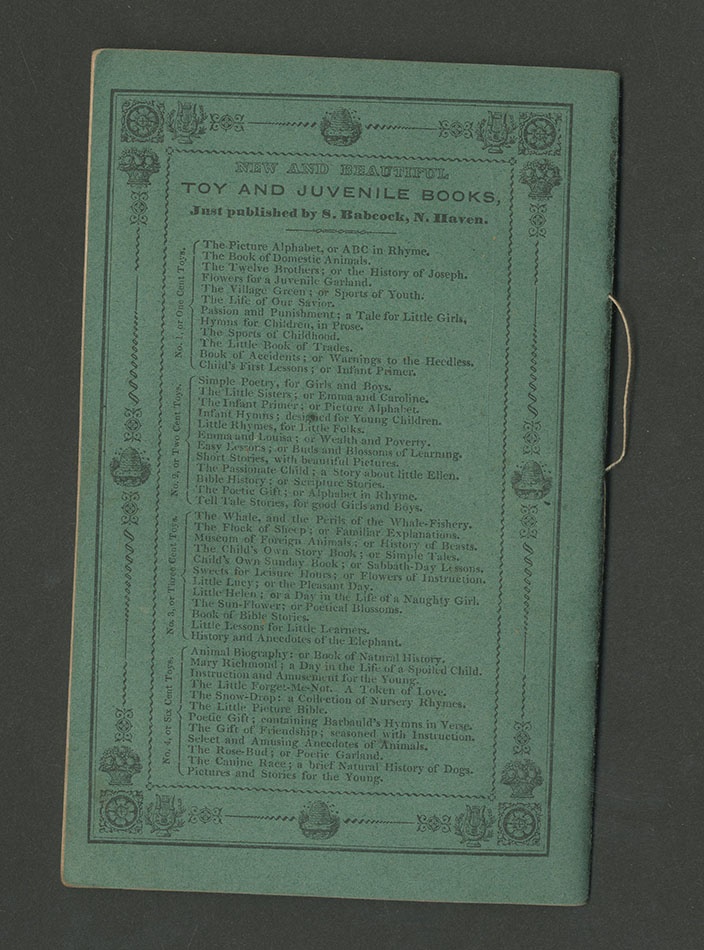 NEW AND BEAUTIFUL
TOY AND JUVENILE BOOKS,
Just published by S. Babcock, N. Haven.
No. 1, or One Cent Toys.
The Picture Alphabet, or ABC in Rhyme.
The Book of Domestic Animals.
The Twelve Brothers; or the History of Joseph.
Flowers for a Juvenile Garland.
The Village Green; or Sports of Youth.
The Life of Our Savior.
Passion and Punishment; a Tale for Little Girls.
Hymns for Children, in Prose.
The Sports of Childhood.
The Little Book of Trades.
Book of Accidents; or Warnings to the Heedless.
Child's First Lessons; or Infant Primer.
No. 2, or Two Cent Toys.
Simple Poetry, for Girls and Boys.
The Little Sisters; or Emma and Caroline.
The Infant Primer; or Picture Alphabet.
Infant Hymns; designed for Young Children.
Little Rhymes, for Little Folks.
Emma and Louisa; or Wealth and Poverty.
Easy Lessons; or Buds and Blossoms of Learning.
Short Stories, with beautiful Pictures.
The Passionate Child; a Story about little Ellen.
Bible History; or Scripture Stories.
The Poetic Gift; or Alphabet in Rhyme.
Tell Tale Stories, for good Girls and Boys.
No. 3, or Three Cent Toys.
The Whale, and the Perils of the Whale-Fishery.
The Flock of Sheep; or Familiar Explanations.
Museum of Foreign Animals; or History of Beasts.
The Child's Own Story Book; or Simple Tales.
Child's Own Sunday Book; or Sabbath-Day Lessons.
Sweets for Leisure Hours; or Flowers of Instruction.
Little Lucy; or the Pleasant Day.
Little Helen; or a Day in the Life of a Naughty Girl.
The Sun-Flower; or Poetical Blossoms.
Book of Bible Stories.
Little Lessons for Little Learners.
History and Anecdotes of the Elephant.
No. 4, or Six Cent Toys.
Animal Biography: or Book of Natural History.
Mary Richmond; a Day in the Life of a Spoiled Child.
Instruction and Amusement for the Young.
The Little Forget-Me-Not. A Token of Love.
The Snow-Drop: a Collection of Nursery Rhymes.
The Little Picture Bible.
Poetic Gift; containing Barbauld's Hymns in Verse.
The Gift of Friendship; seasoned with Instruction.
Select and Amusing Anecdotes of Animals.
The Rose-Bud; or Poetic Garland.
The Canine Race; a brief Natural History of Dogs.
Pictures and Stories for the Young.